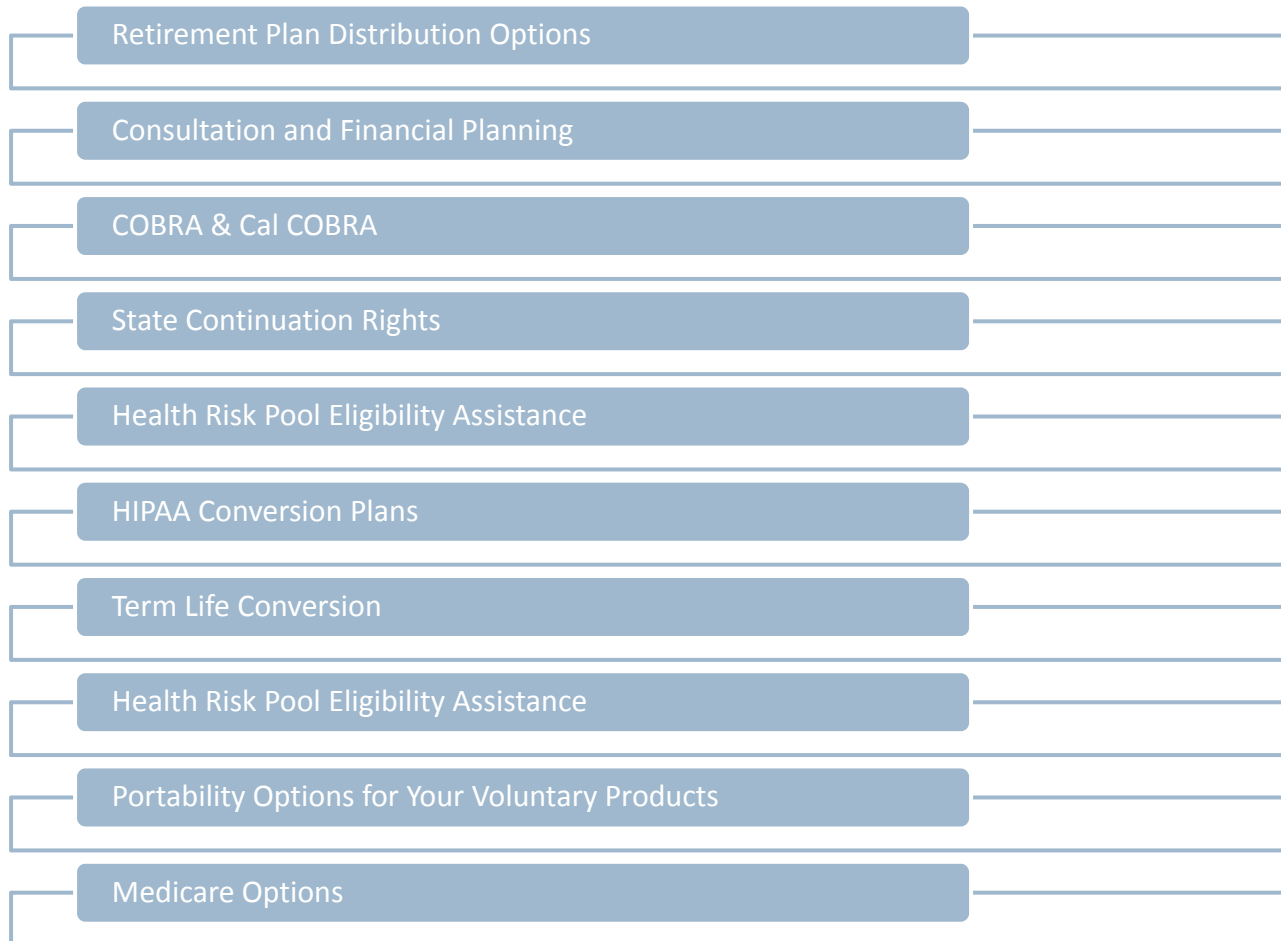 Retirement Plan Distribution Options
Consultation and Financial Planning
COBRA & Cal COBRA
State Continuation Rights
Health Risk Pool Eligibility Assistance
HIPAA Conversion Plans
Term Life Conversion
Health Risk Pool Eligibility Assistance
Portability Options for Your Voluntary Products
Medicare Options